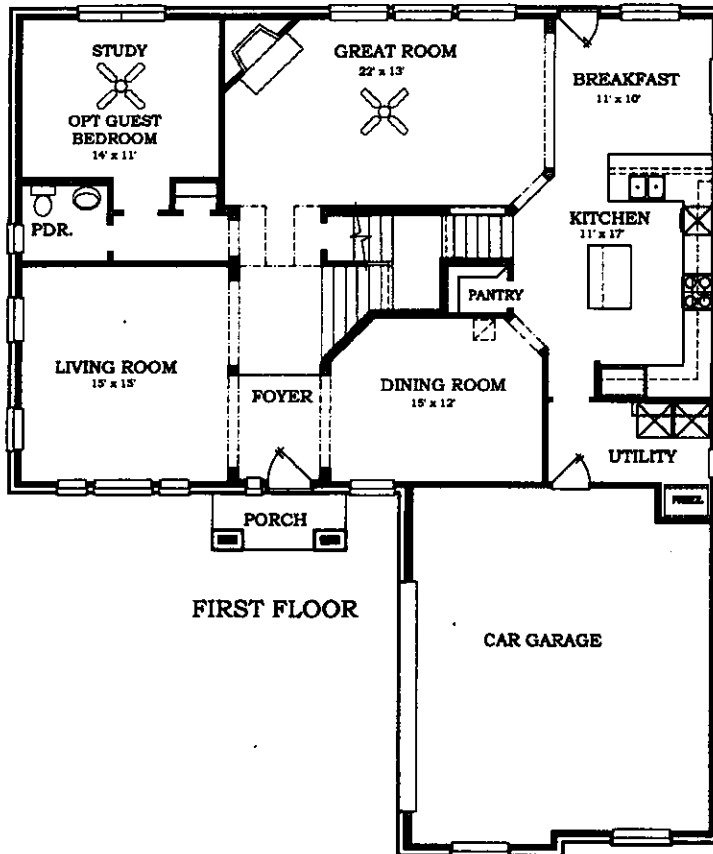 STUDY
OPT GUEST
BEDROOM
14' x 11'
GREAT ROOM
22' x 13'
BREAKFAST
11' x 10'
PDR.
KITCHEN
11' x 17'
PANTRY
LIVING ROOM
15' x 15'
FOYER
DINING ROOM
15' x 12'
UTILITY
PORCH
FIRST FLOOR
CAR GARAGE